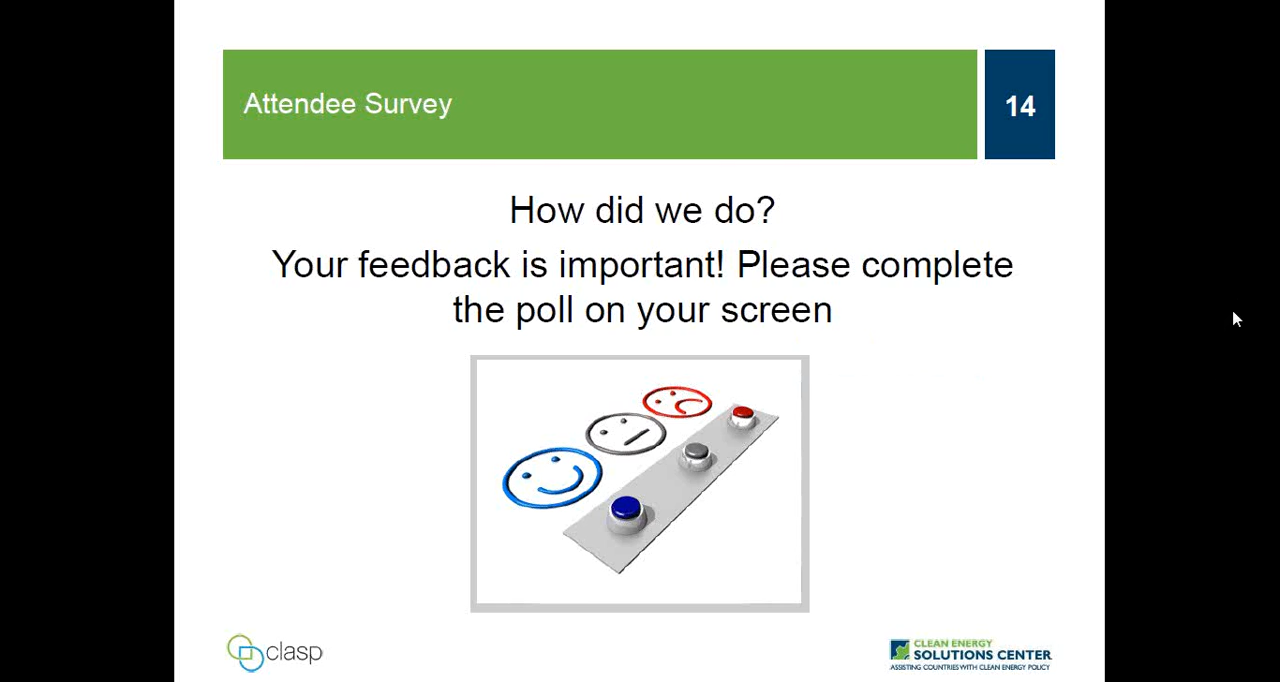 Attendee Survey
14
How did we do?
Your feedback is important! Please complete
the poll on your screen
clasp
CLEAN ENERGY
SOLUTIONS CENTER
ASSISTING COUNTRIES WITH CLEAN ENERGY POLICY